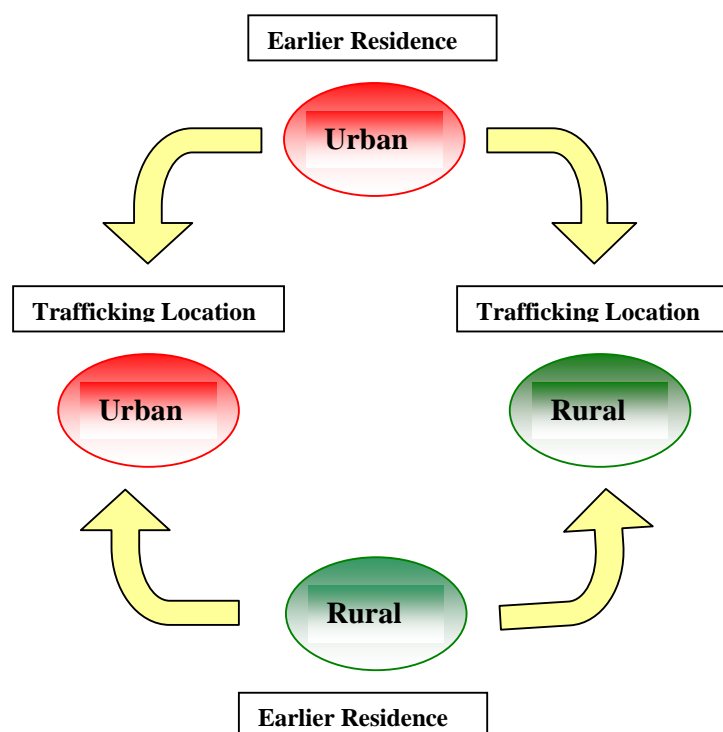 Earlier Residence
Urban
Trafficking Location
Trafficking Location
Urban
Rural
Rural
Earlier Residence